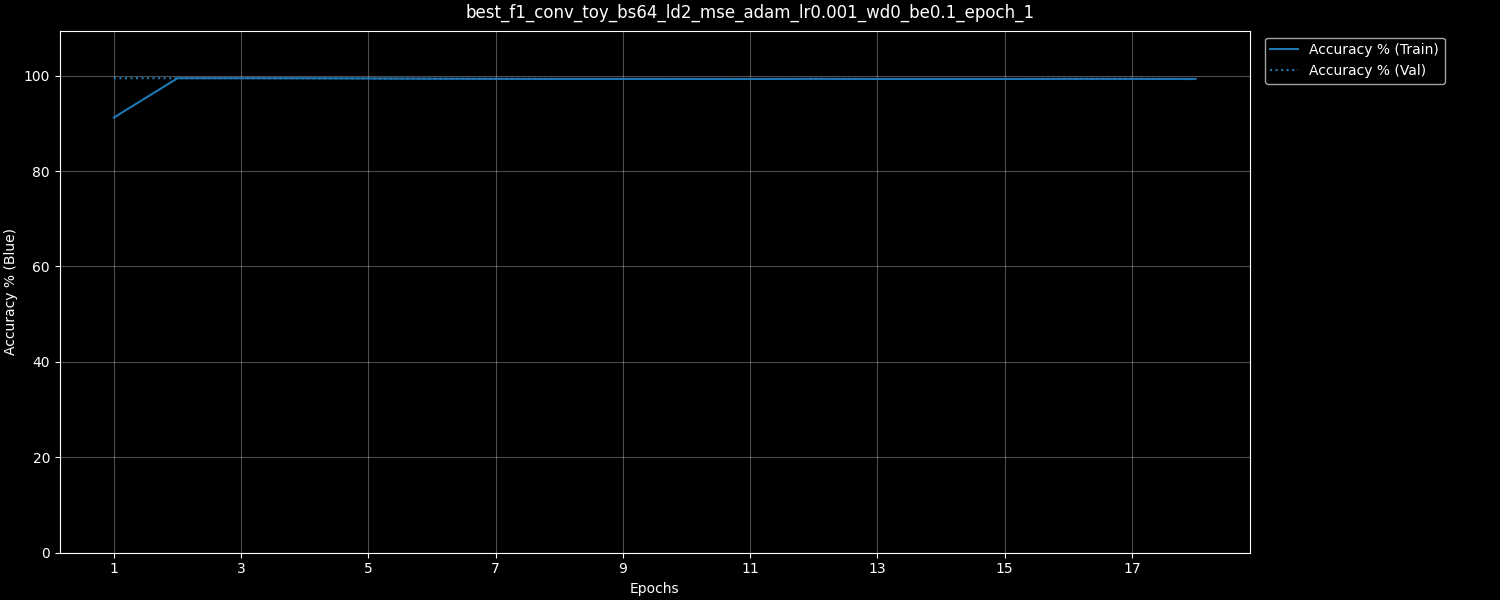 best_f1_conv_toy_bs64_ld2_mse_adam_lr0.001_wd0_be0.1_epoch_1
Accuracy % (Train)
Accuracy % (Val)
100
80
60
40
20
0
Accuracy % (Blue)
1 3 5 7 9 11 13 15 17
Epochs